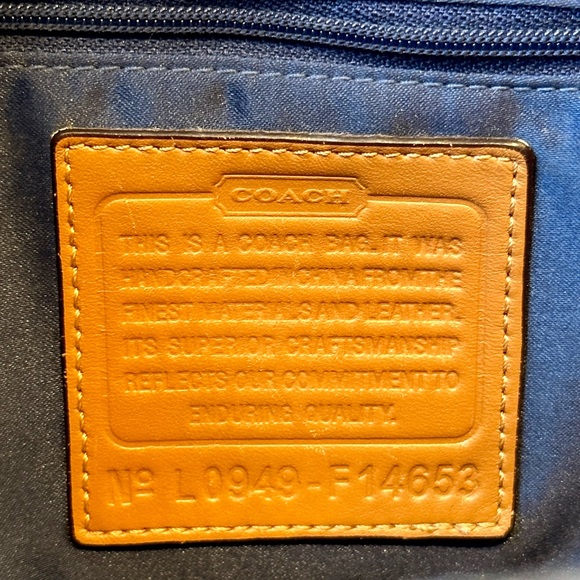 COACH
THIS IS A COACH BAG. IT WAS
HANDCRAFTED IN CHINA FROM THE
FINEST MATERIALS AND LEATHER.
ITS SUPERIOR CRAFTSMANSHIP
REFLECTS OUR COMMITMENT TO
ENDURING QUALITY.
Nº L0949-F14653